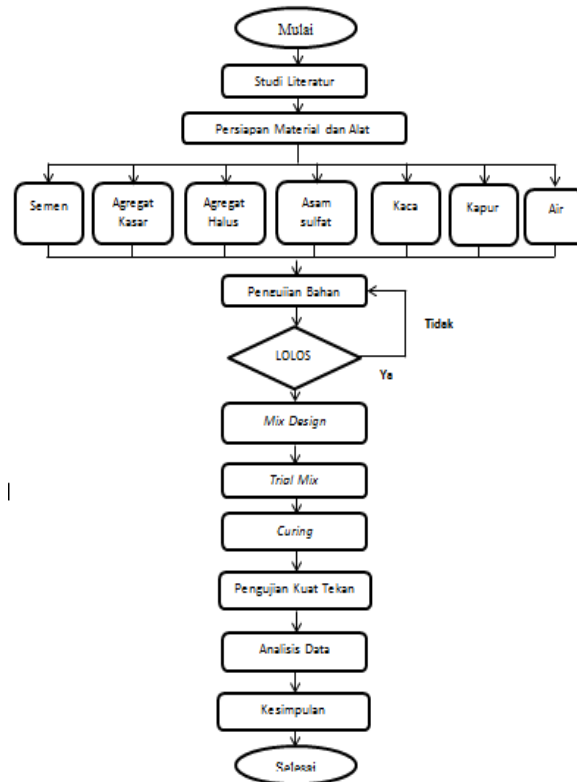 Mulai
Studi Literatur
Persiapan Material dan Alat
Semen
Agregat
Kasar
Agregat
Halus
Asam
sulfat
Kaca
Kapur
Air
Pengujian Bahan
Tidak
LOLOS
Ya
Mix Design
Trial Mix
Curing
Pengujian Kuat Tekan
Analisis Data
Kesimpulan
Selesai